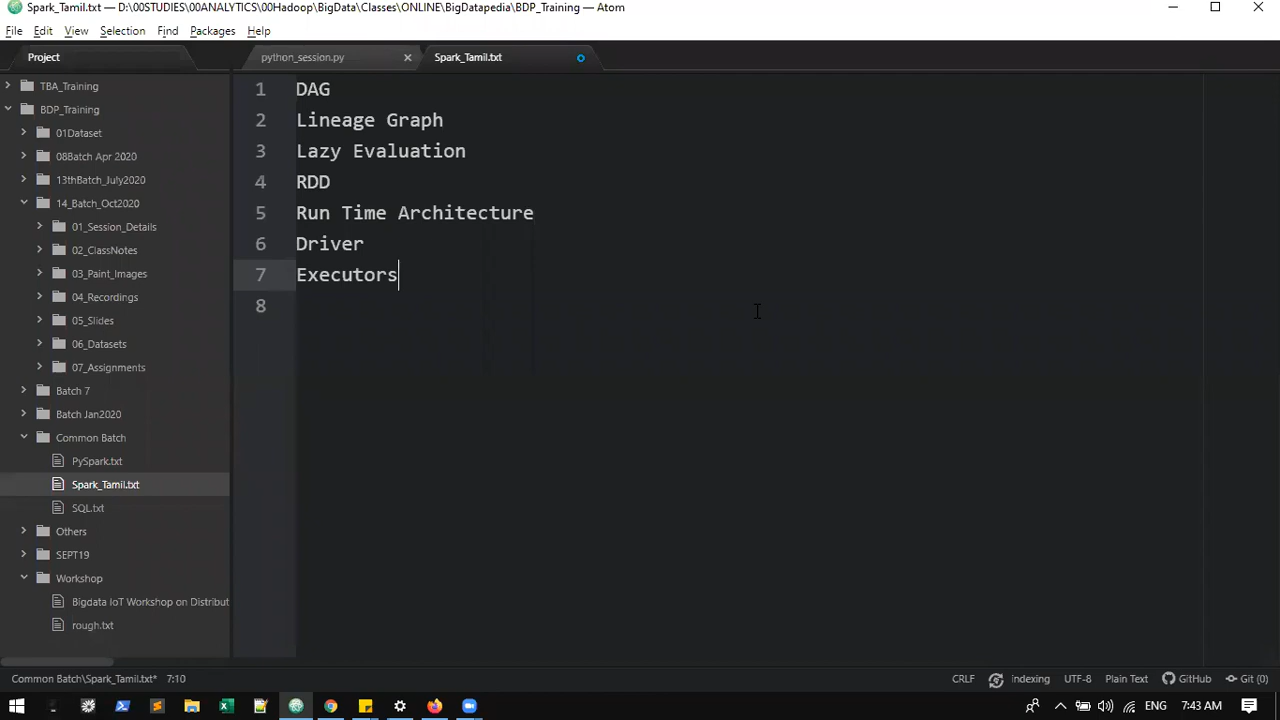 Spark_Tamil.txt — D:\00STUDIES\00ANALYTICS\00Hadoop\BigData\Classes\ONLINE\BigDatapedia\BDP_Training — Atom
File Edit View Selection Find Packages Help
Project
python_session.py
Spark_Tamil.txt
TBA_Training
BDP_Training
01Dataset
08Batch Apr 2020
13thBatch_July2020
14_Batch_Oct2020
01_Session_Details
02_ClassNotes
03_Paint_Images
04_Recordings
05_Slides
06_Datasets
07_Assignments
Batch 7
Batch Jan2020
Common Batch
PySpark.txt
Spark_Tamil.txt
SQL.txt
Others
SEPT19
Workshop
Bigdata IoT Workshop on Distribut
rough.txt
1 DAG
2 Lineage Graph
3 Lazy Evaluation
4 RDD
5 Run Time Architecture
6 Driver
7 Executors
8
Common Batch\Spark_Tamil.txt* 7:10
CRLF Indexing UTF-8 Plain Text GitHub Git (0)
ENG 7:43 AM